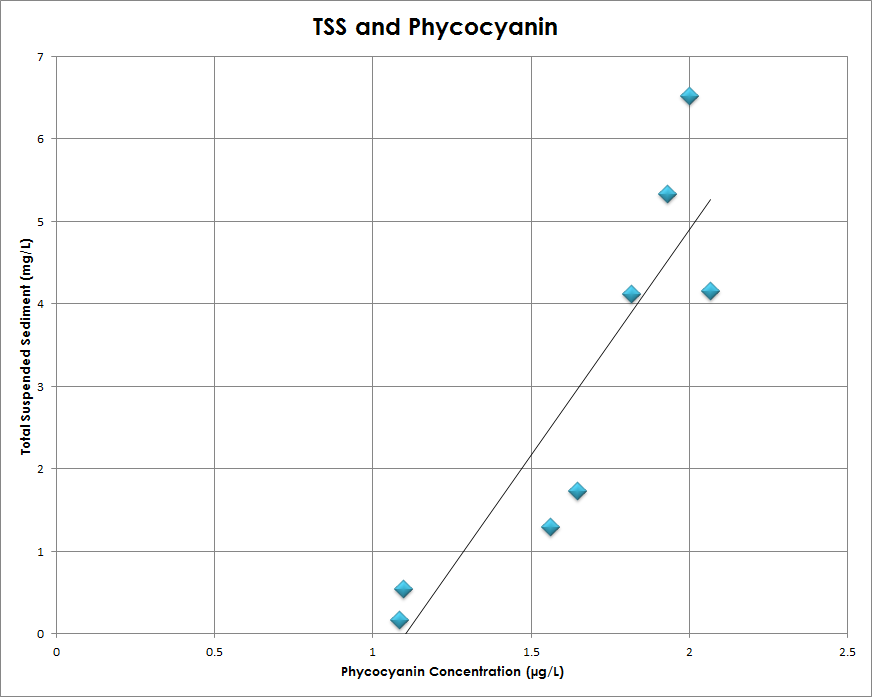 TSS and Phycocyanin
7
6
5
4
3
2
1
0
Total Suspended Sediment (mg/L)
0 0.5 1 1.5 2 2.5
Phycocyanin Concentration (µg/L)